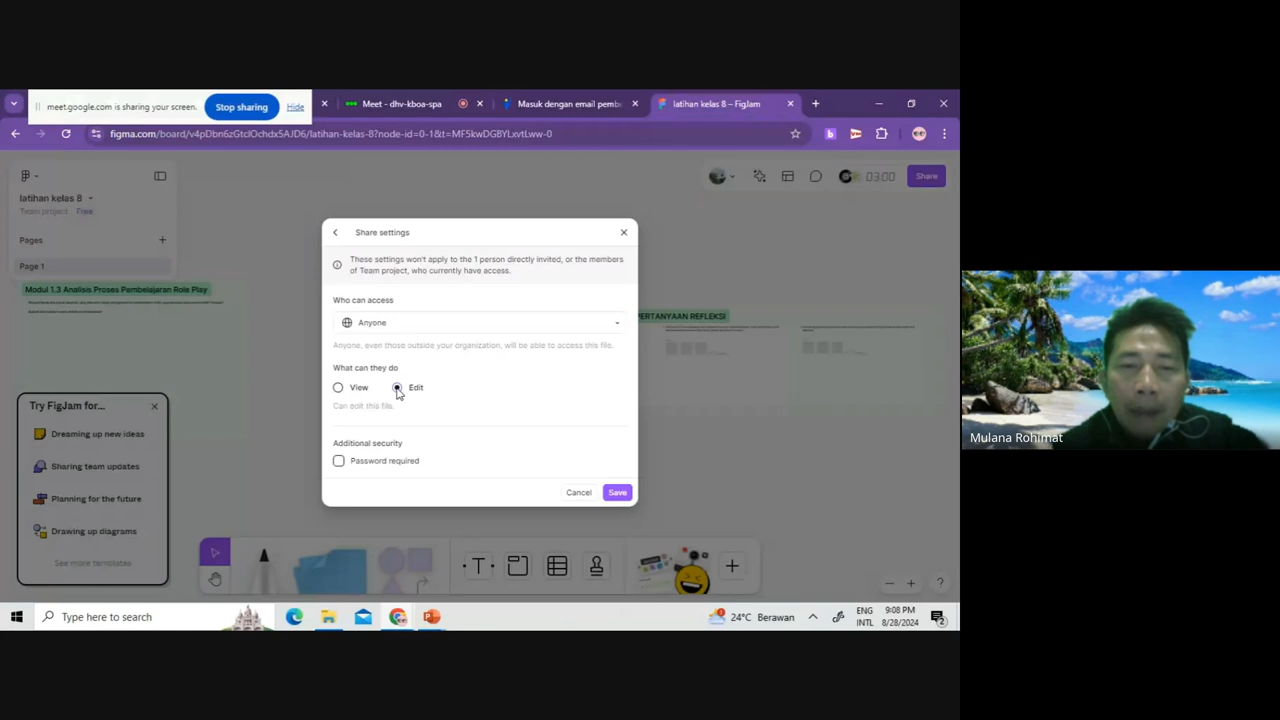 meet.google.com is sharing your screen.
Stop sharing
Hide
Meet - dhv-kboa-spa
Masuk dengan email pemb
latihan kelas 8 – FigJam
figma.com/board/v4pDbn6zGtclOchdx5AJD6/latihan-kelas-8?node-id=0-1&t=MF5kwDGBYLxvtLww-0
latihan kelas 8
Team project
Free
03:00
Share
Pages
Page 1
Modul 1.3 Analisis Proses Pembelajaran Role Play
PERTANYAAN REFLEKSI
Share settings
These settings won't apply to the 1 person directly invited, or the members
of Team project, who currently have access.
Who can access
Anyone
Anyone, even those outside your organization, will be able to access this file.
What can they do
View
Edit
Can edit this file.
Additional security
Password required
Cancel
Save
Try FigJam for...
Dreaming up new ideas
Sharing team updates
Planning for the future
Drawing up diagrams
See more templates
Mulana Rohimat
Type here to search
24°C Berawan
ENG
INTL
9:08 PM
8/28/2024
2